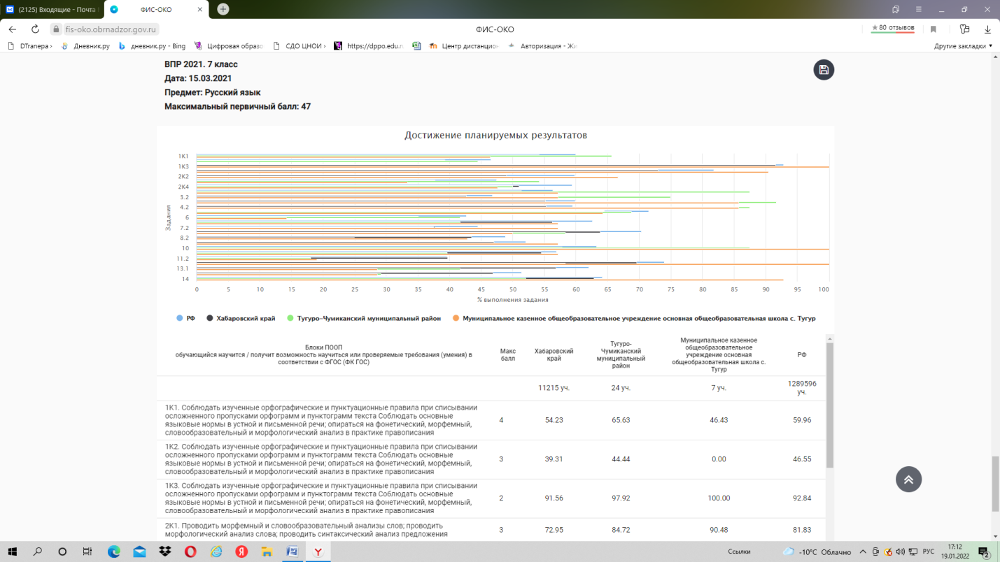 (2125) Входящие - Почта
ФИС-ОКО
fis-oko.obrnadzor.gov.ru
ФИС-ОКО
★ 80 отзывов
DTranepa ›
Дневник.ру
дневник.ру - Bing
Цифровая образо
СДО ЦНОИ ›
https://dppo.edu.ru
Центр дистанцион
Авторизация - Жи
Другие закладки
ВПР 2021. 7 класс
Дата: 15.03.2021
Предмет: Русский язык
Максимальный первичный балл: 47
Достижение планируемых результатов
Задания
1K1
1K3
2K2
2K4
3.2
4.2
6
7.2
8.2
10
11.2
13.1
14
0 5 10 15 20 25 30 35 40 45 50 55 60 65 70 75 80 85 90 95 100
% выполнения задания
РФ
Хабаровский край
Тугуро-Чумиканский муниципальный район
Муниципальное казенное общеобразовательное учреждение основная общеобразовательная школа с. Тугур
Блоки ПООП
обучающийся научится / получит возможность научиться или проверяемые требования (умения) в
соответствии с ФГОС (ФК ГОС)
Макс
балл
Хабаровский
край
Тугуро-
Чумиканский
муниципальный
район
Муниципальное казенное
общеобразовательное
учреждение основная
общеобразовательная школа с.
Тугур
РФ
11215 уч.
24 уч.
7 уч.
1289596
уч.
1К1. Соблюдать изученные орфографические и пунктуационные правила при списывании
осложненного пропусками орфограмм и пунктограмм текста Соблюдать основные
языковые нормы в устной и письменной речи; опираться на фонетический, морфемный,
словообразовательный и морфологический анализ в практике правописания
4 54.23 65.63 46.43 59.96
1К2. Соблюдать изученные орфографические и пунктуационные правила при списывании
осложненного пропусками орфограмм и пунктограмм текста Соблюдать основные
языковые нормы в устной и письменной речи; опираться на фонетический, морфемный,
словообразовательный и морфологический анализ в практике правописания
3 39.31 44.44 0.00 46.55
1К3. Соблюдать изученные орфографические и пунктуационные правила при списывании
осложненного пропусками орфограмм и пунктограмм текста Соблюдать основные
языковые нормы в устной и письменной речи; опираться на фонетический, морфемный,
словообразовательный и морфологический анализ в практике правописания
2 91.56 97.92 100.00 92.84
2К1. Проводить морфемный и словообразовательный анализы слов; проводить
морфологический анализ слова; проводить синтаксический анализ предложения
3 72.95 84.72 90.48 81.83
Ссылки
-10°C Облачно
РУС
17:12
19.01.2022
2